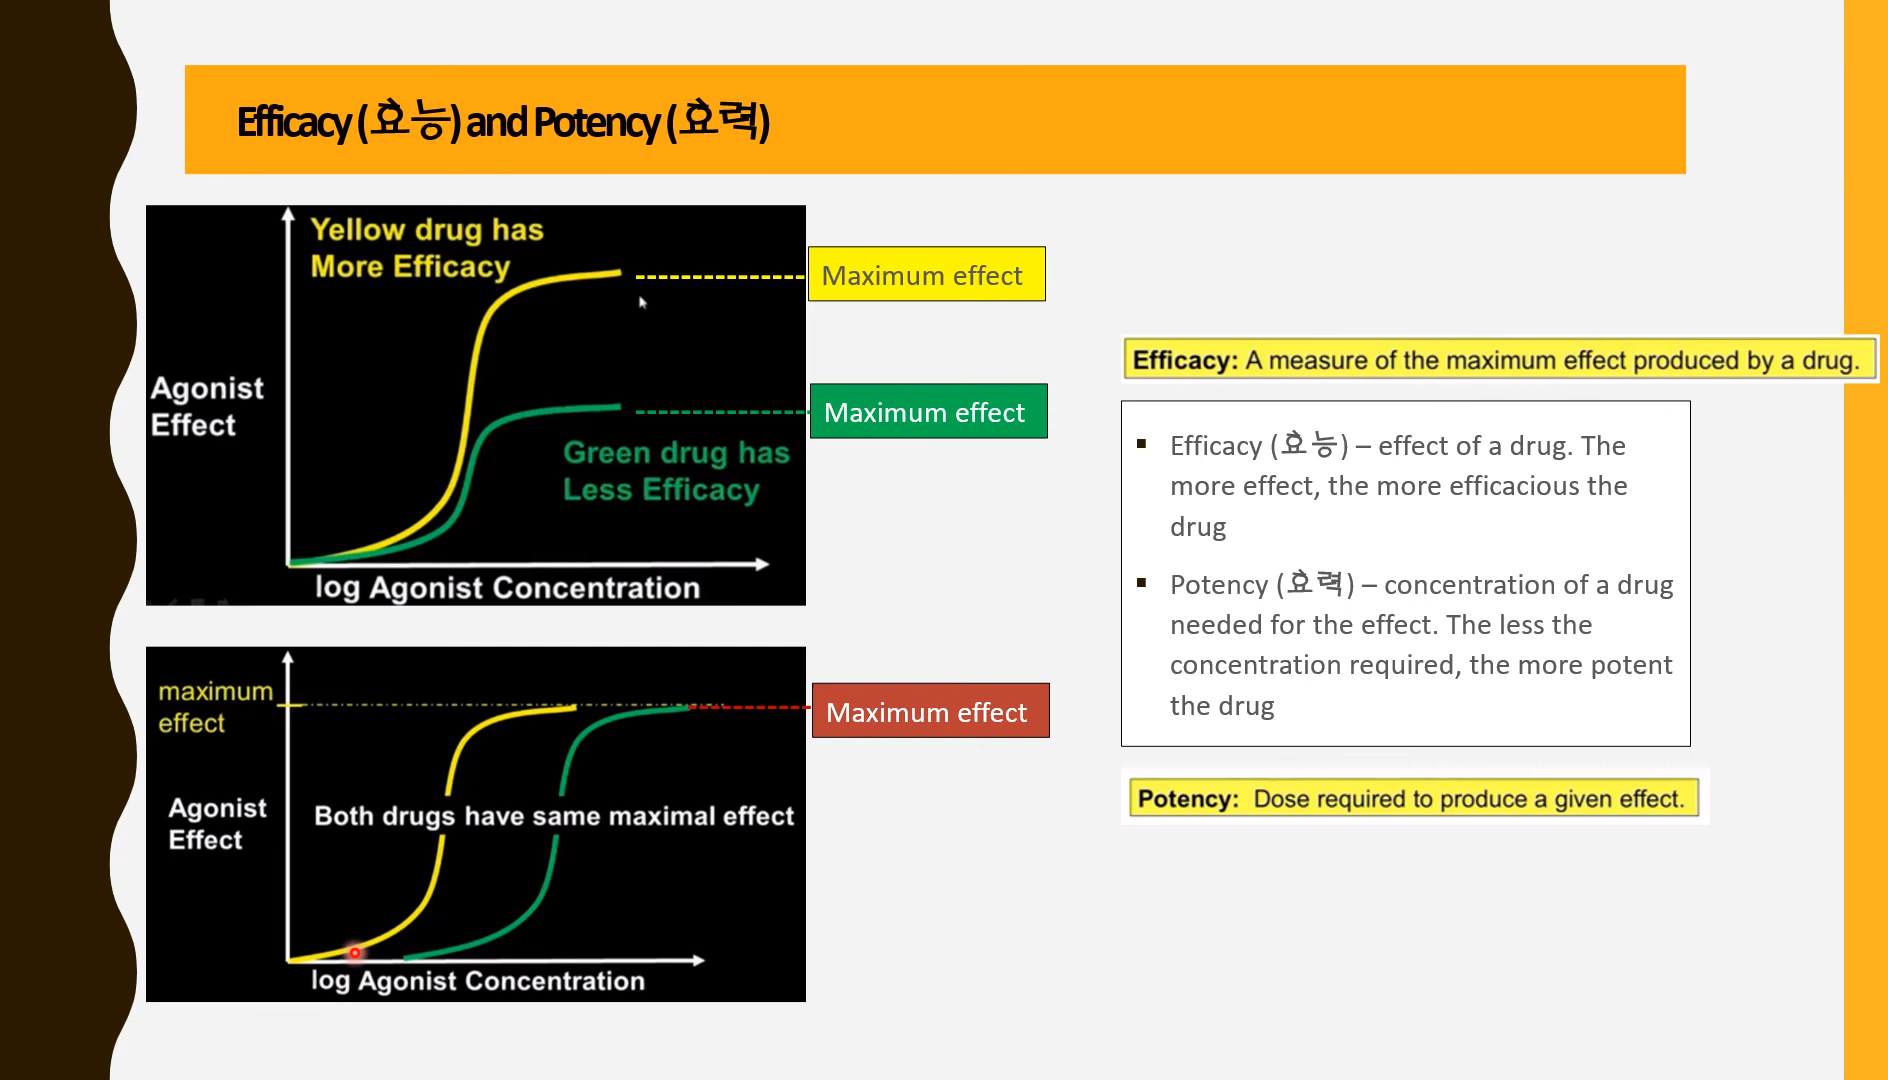 Efficacy (효능) and Potency (효력)
Yellow drug has
More Efficacy
Maximum effect
Agonist
Effect
Maximum effect
Green drug has
Less Efficacy
log Agonist Concentration
maximum
effect
Maximum effect
Agonist
Effect
Both drugs have same maximal effect
log Agonist Concentration
Efficacy: A measure of the maximum effect produced by a drug.
▪ Efficacy (효능) – effect of a drug. The
more effect, the more efficacious the
drug
▪ Potency (효력) – concentration of a drug
needed for the effect. The less the
concentration required, the more potent
the drug
Potency: Dose required to produce a given effect.